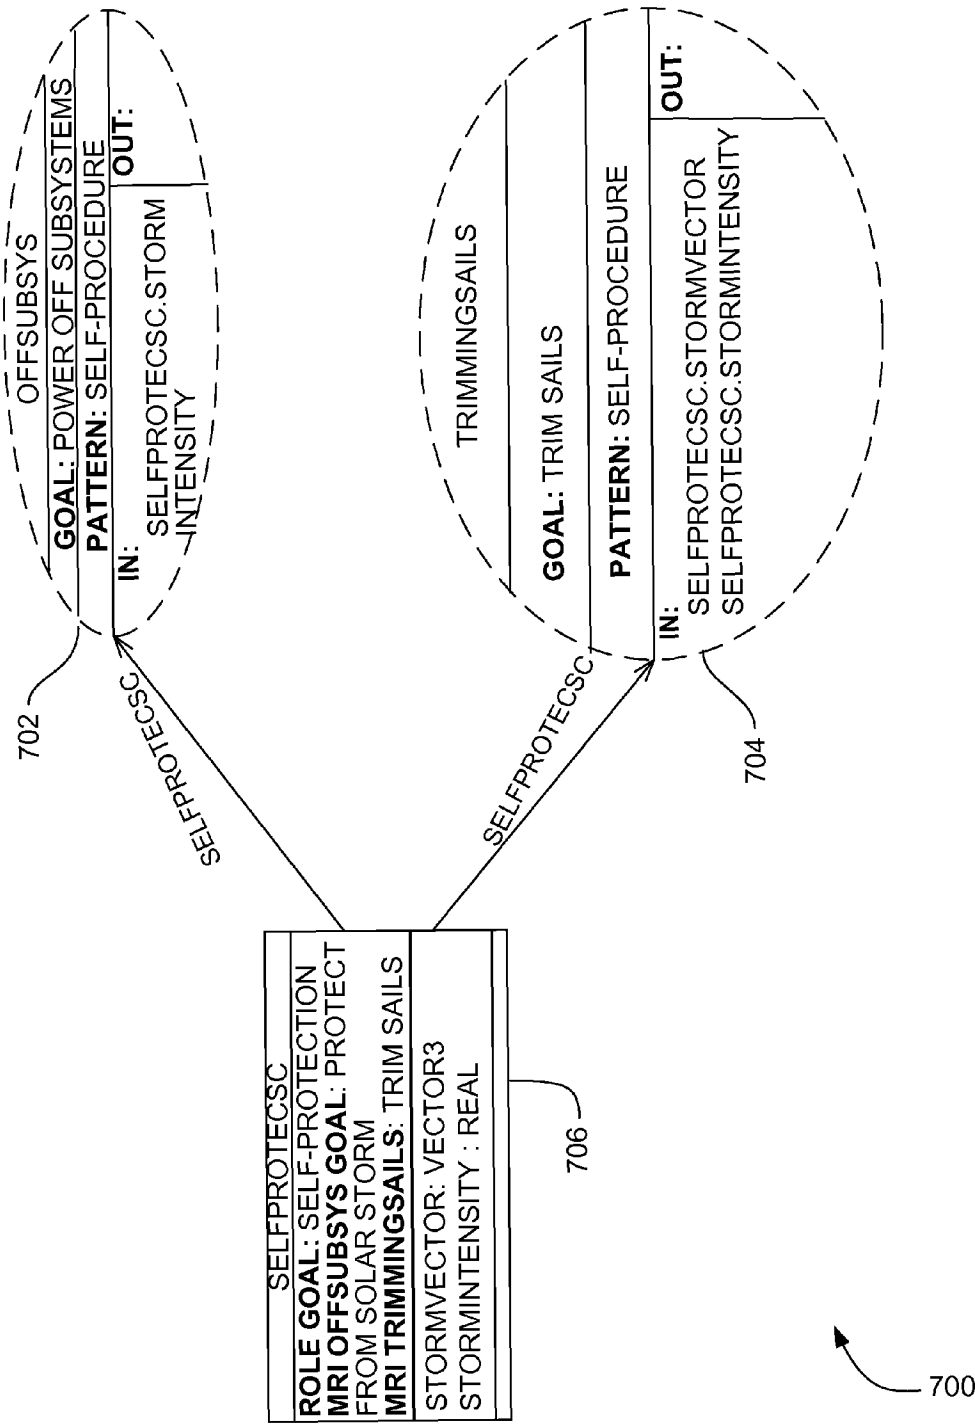 OFFSUBSYS
GOAL: POWER OFF SUBSYSTEMS
PATTERN: SELF-PROCEDURE
IN:
OUT:
SELFPROTECSC.STORM
INTENSITY
702
SELFPROTECSC
SELFPROTECSC
ROLE GOAL: SELF-PROTECTION
MRI OFFSUBSYS GOAL: PROTECT
FROM SOLAR STORM
MRI TRIMMINGSAILS: TRIM SAILS
STORMVECTOR: VECTOR3
STORMINTENSITY : REAL
706
SELFPROTECSC
TRIMMINGSAILS
GOAL: TRIM SAILS
PATTERN: SELF-PROCEDURE
IN:
OUT:
SELFPROTECSC.STORMVECTOR
SELFPROTECSC.STORMINTENSITY
704
700